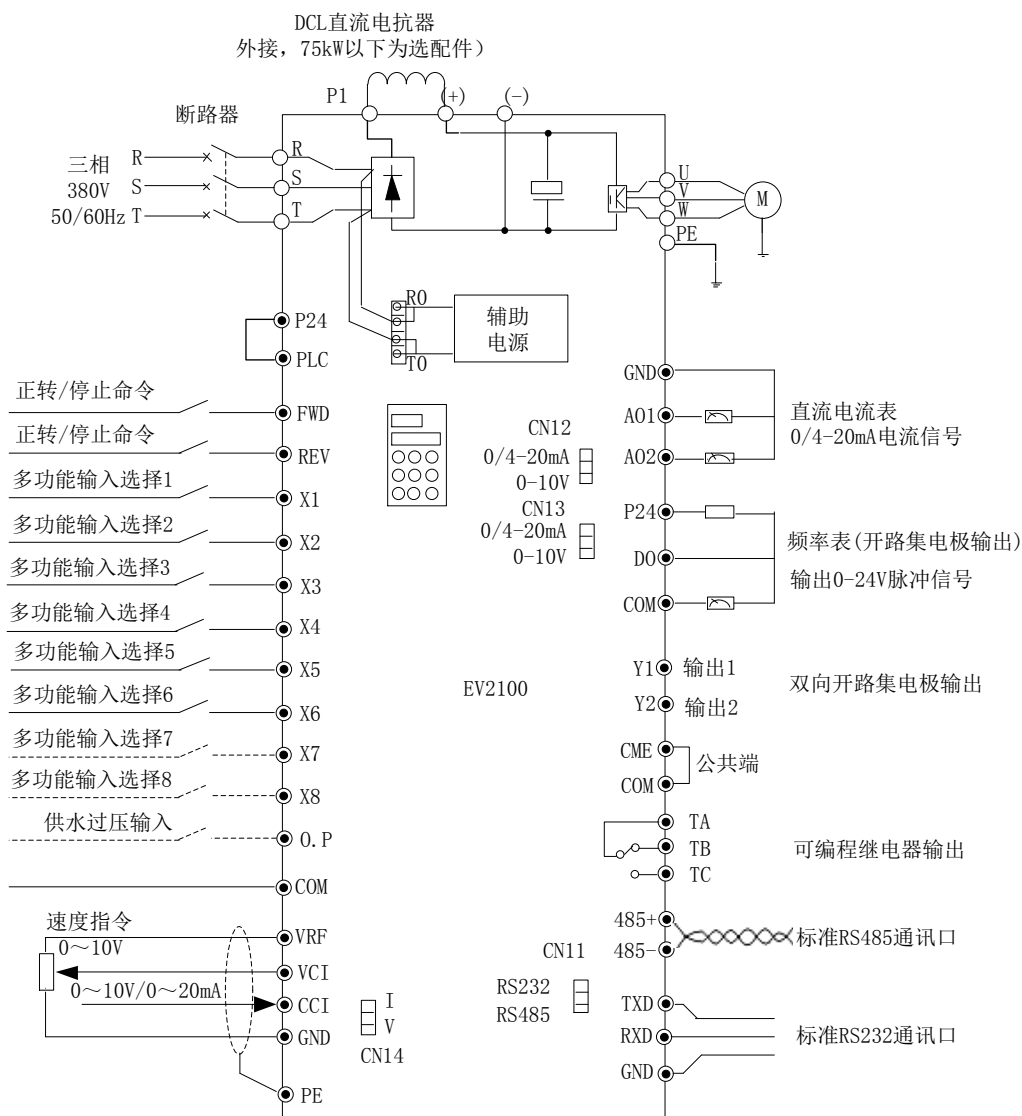 DCL直流电抗器
外接，75kW以下为选配件）
P1
(+)
(-)
断路器
三相
380V
50/60Hz
R
S
T
R
S
T
U
V
W
M
PE
R0
T0
辅助
电源
P24
PLC
正转/停止命令
FWD
正转/停止命令
REV
多功能输入选择1
X1
多功能输入选择2
X2
多功能输入选择3
X3
多功能输入选择4
X4
多功能输入选择5
X5
多功能输入选择6
X6
多功能输入选择7
X7
多功能输入选择8
X8
供水过压输入
O.P
COM
速度指令
0～10V
VRF
VCI
0～10V/0～20mA
CCI
GND
PE
I
V
CN14
CN12
0/4-20mA
0-10V
CN13
0/4-20mA
0-10V
EV2100
CN11
RS232
RS485
GND
AO1
AO2
直流电流表
0/4-20mA电流信号
P24
DO
COM
频率表(开路集电极输出)
输出0-24V脉冲信号
Y1
输出1
Y2
输出2
双向开路集电极输出
CME
COM
公共端
TA
TB
TC
可编程继电器输出
485+
485-
标准RS485通讯口
TXD
RXD
GND
标准RS232通讯口